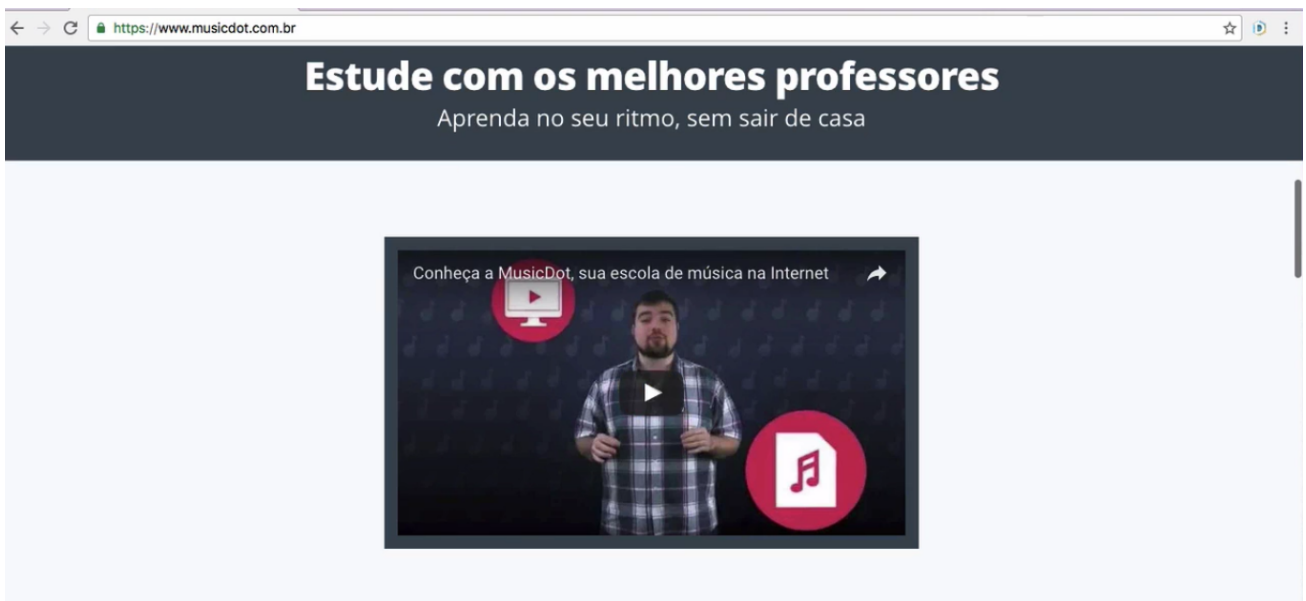 https://www.musicdot.com.br
Estude com os melhores professores
Aprenda no seu ritmo, sem sair de casa
Conheça a MusicDot, sua escola de música na Internet